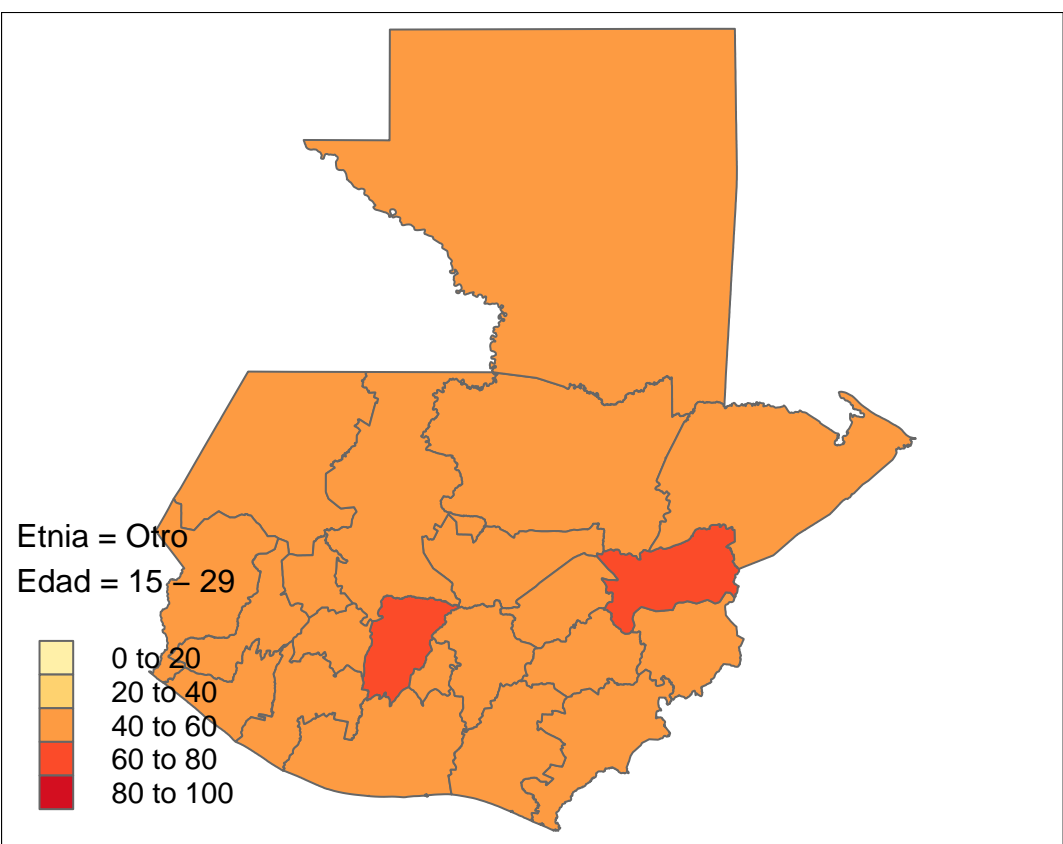 Etnia = Otro
Edad = 15 − 29
0 to 20
20 to 40
40 to 60
60 to 80
80 to 100